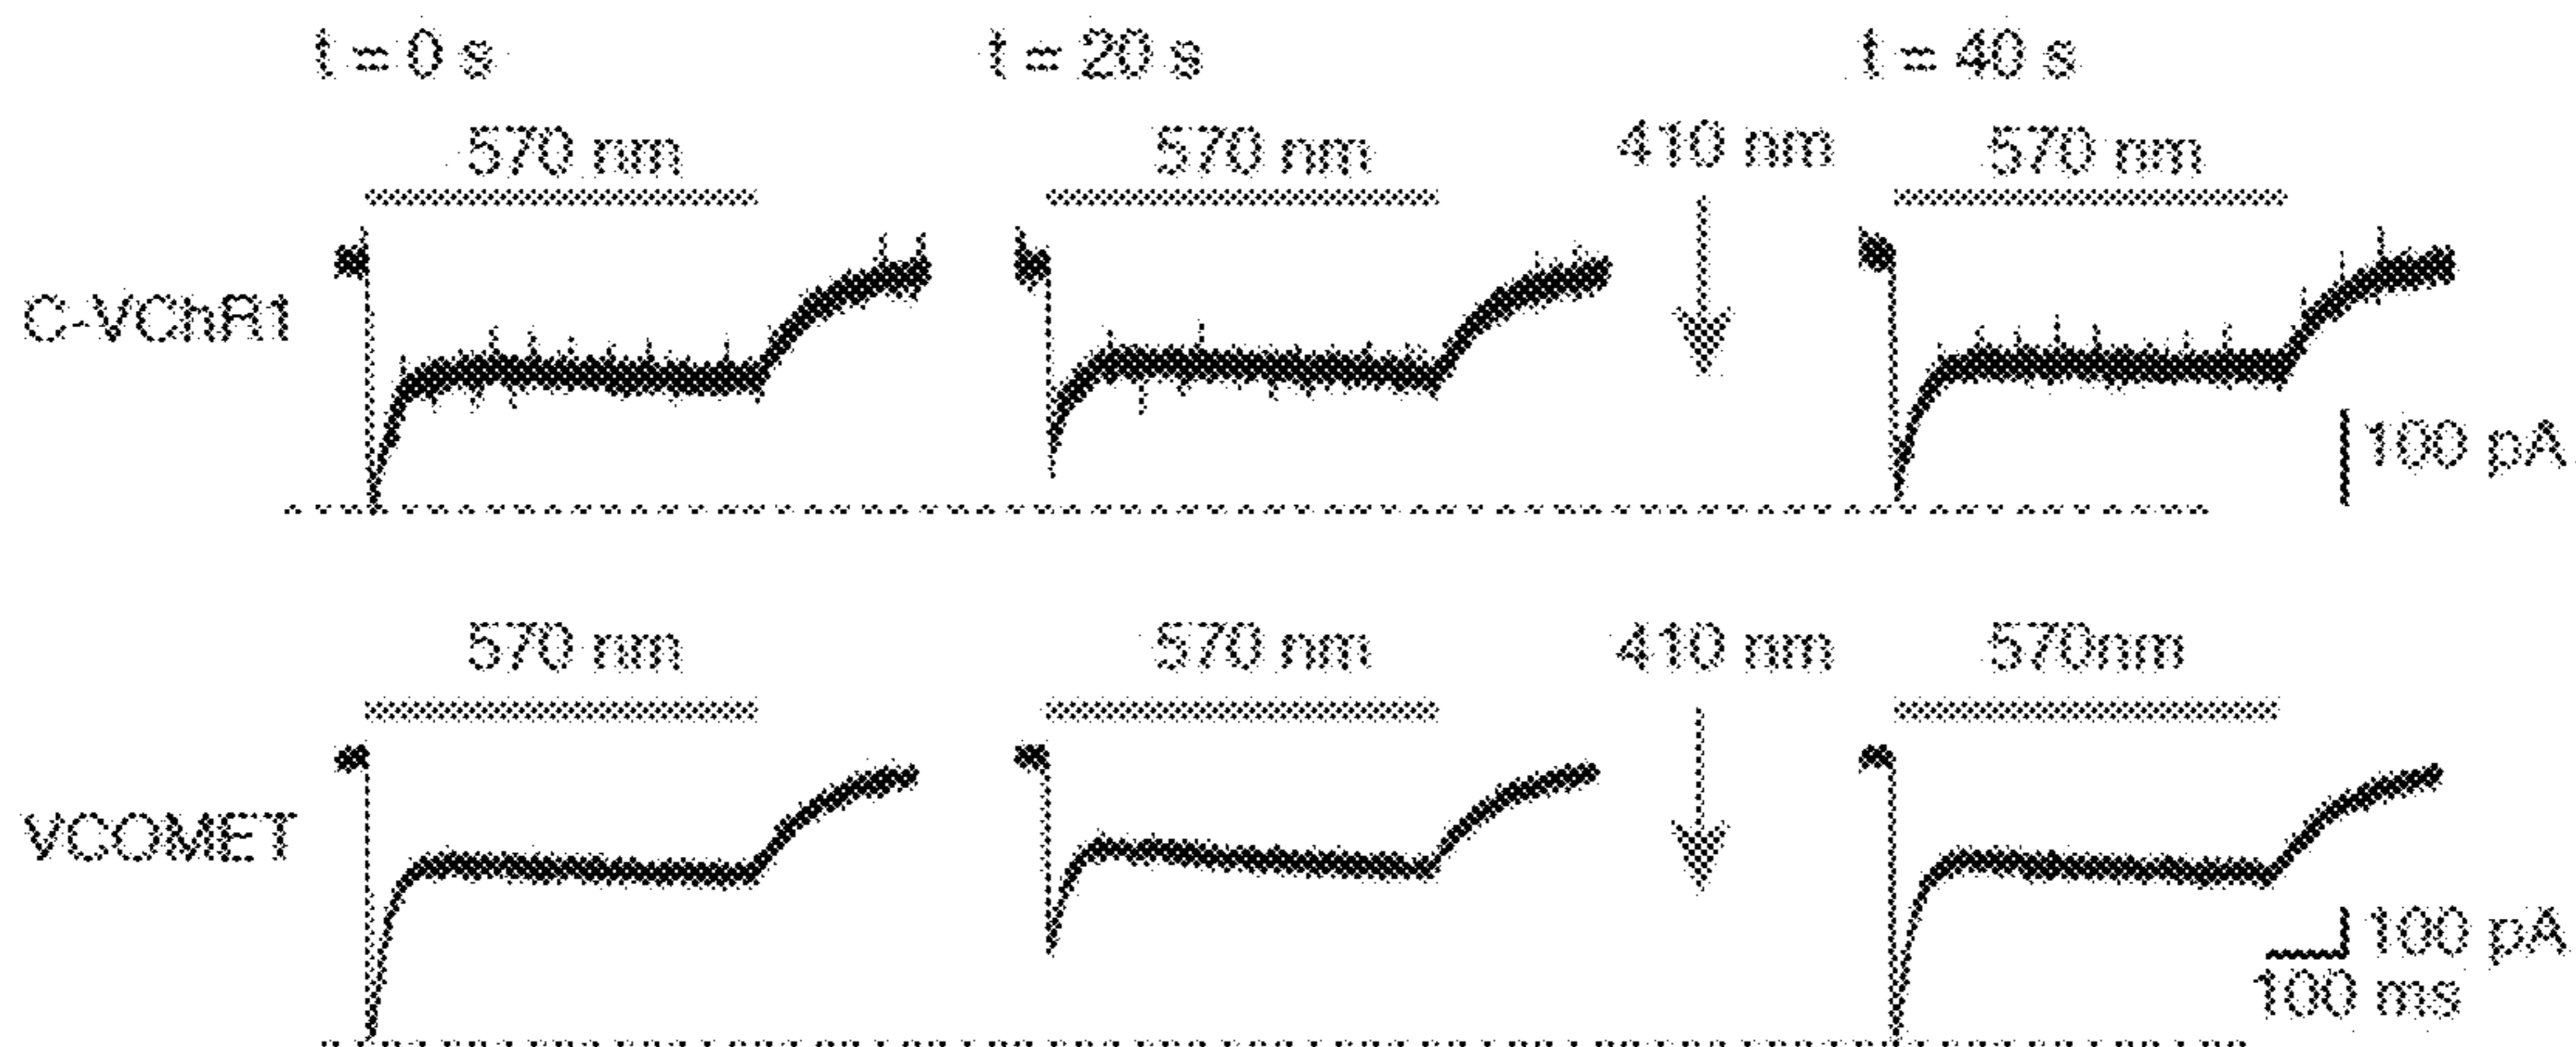 t = 0 s t = 20 s t = 40 s
570 nm 570 nm 410 nm 570 nm
C-VChR1
100 pA
570 nm 570 nm 410 nm 570nm
VCOMET
100 pA
100 ms